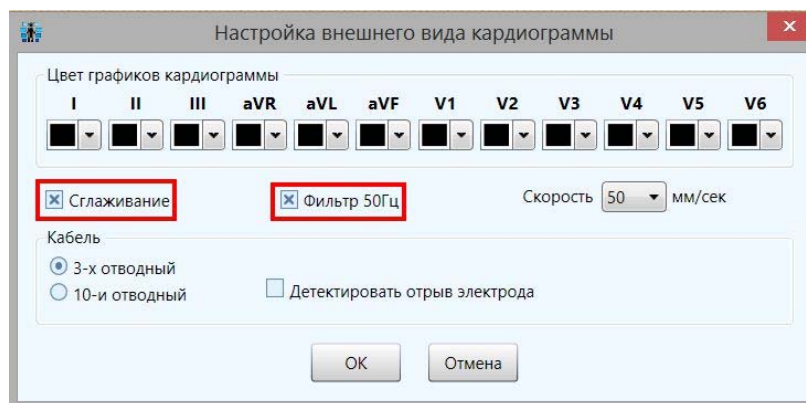 Настройка внешнего вида кардиограммы
Цвет графиков кардиограммы
I II III aVR aVL aVF V1 V2 V3 V4 V5 V6
Сглаживание Фильтр 50Гц Скорость 50 мм/сек
Кабель
3-х отводный
10-и отводный Детектировать отрыв электрода
ОК Отмена